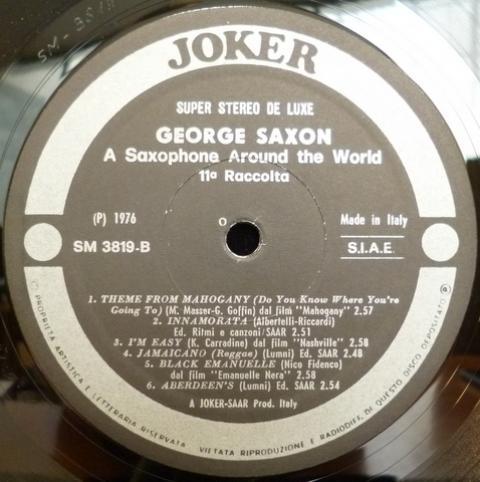 SM-3819
JOKER
SUPER STEREO DE LUXE
GEORGE SAXON
A Saxophone Around the World
11ª Raccolta
(P) 1976
Made in Italy
SM 3819-B
S.I.A.E.
1. THEME FROM MAHOGANY (Do You Know Where You're
Going To) (M. Masser-G. Goffin) dal film "Mahogany" 2.57
2. INNAMORATA (Albertelli-Riccardi)
Ed. Ritmi e canzoni/SAAR 2.51
3. I'M EASY (K. Carradine) dal film "Nashville" 2.58
4. JAMAICANO (Reggae) (Lumni) Ed. SAAR 2.48
5. BLACK EMANUELLE (Nico Fidenco)
dal film "Emanuelle Nera" 2.58
6. ABERDEEN'S (Lumni) Ed. SAAR 2.54
A JOKER-SAAR Prod. Italy
PROPRIETÀ ARTISTICA E LETTERARIA RISERVATA VIETATA RIPRODUZIONE E RADIODIFF. DI QUESTO DISCO DEPOSITATO